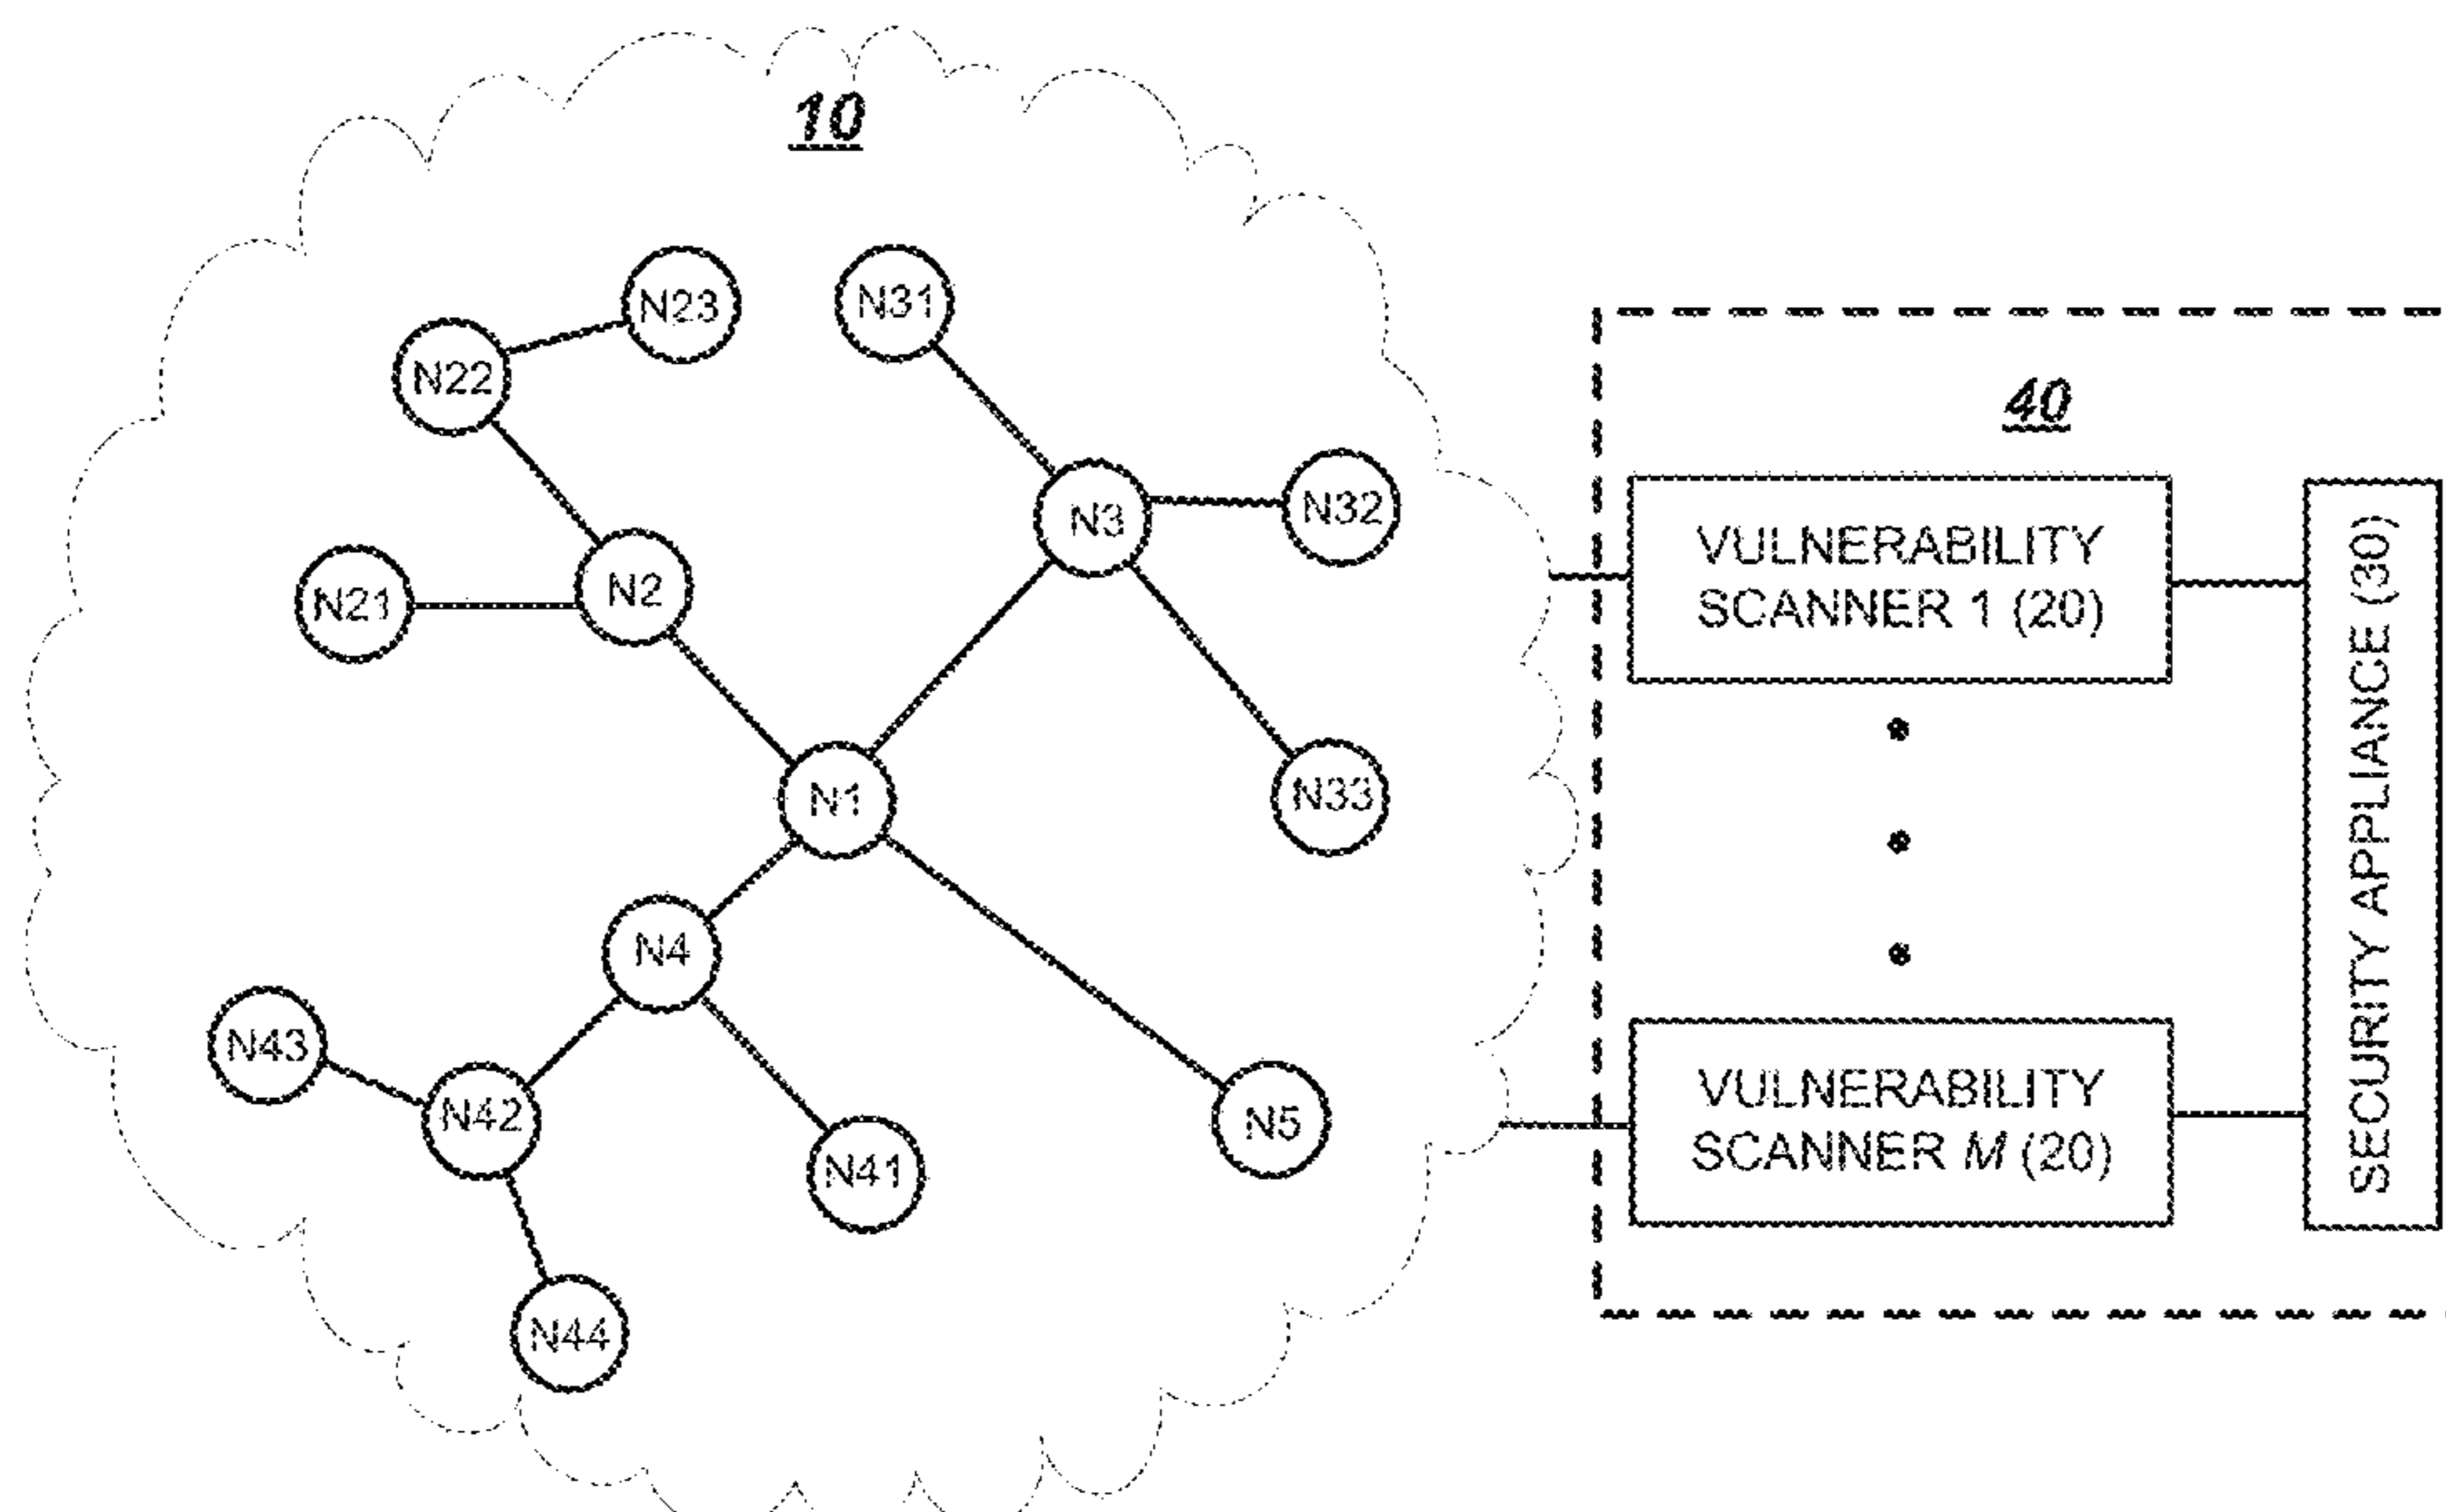 10
N23
N31
N22
40
N3
N32
VULNERABILITY
SCANNER 1 (20)
N2
N21
N1
N33
SECURITY APPLIANCE (30)
N4
N43
N42
N41
N5
VULNERABILITY
SCANNER M (20)
N44